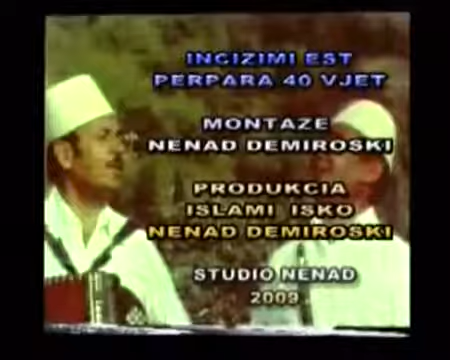 INCIZIMI EST
PERPARA 40 VJET
MONTAZE
NENAD DEMIROSKI
PRODUKCIA
ISLAMI ISKO
NENAD DEMIROSKI
STUDIO NENAD
2009